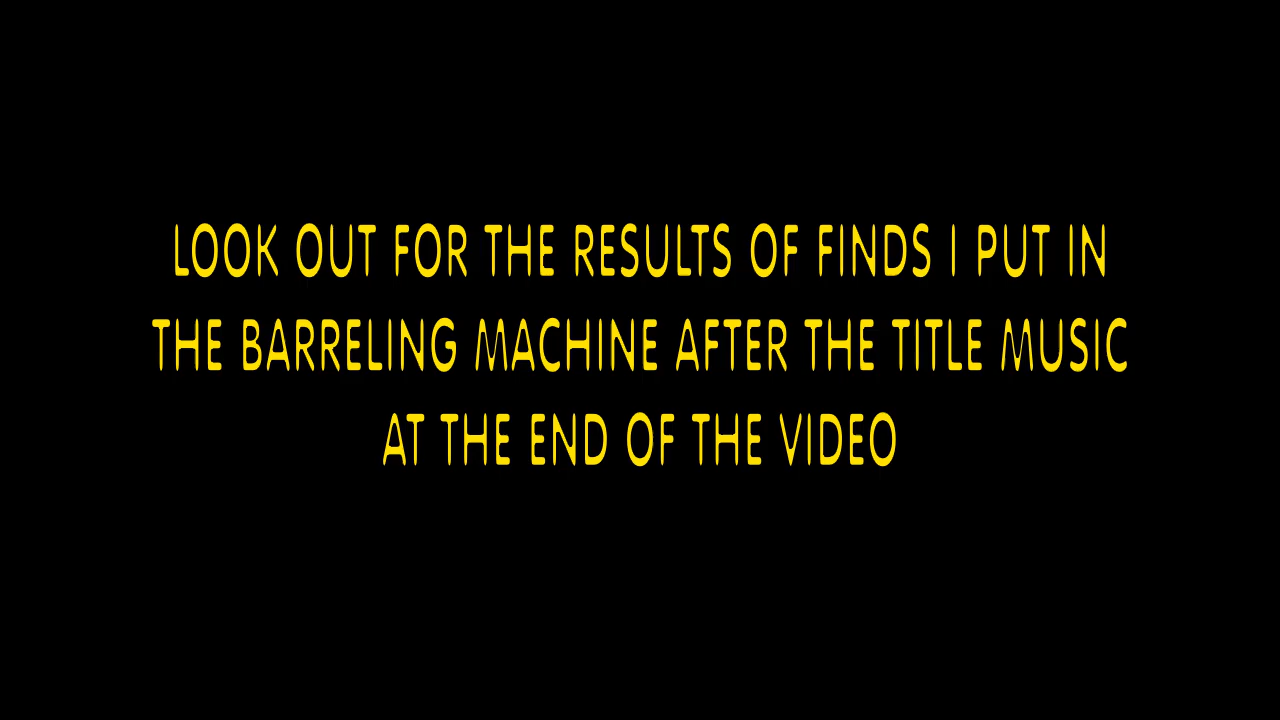 LOOK OUT FOR THE RESULTS OF FINDS I PUT IN
THE BARRELING MACHINE AFTER THE TITLE MUSIC
AT THE END OF THE VIDEO